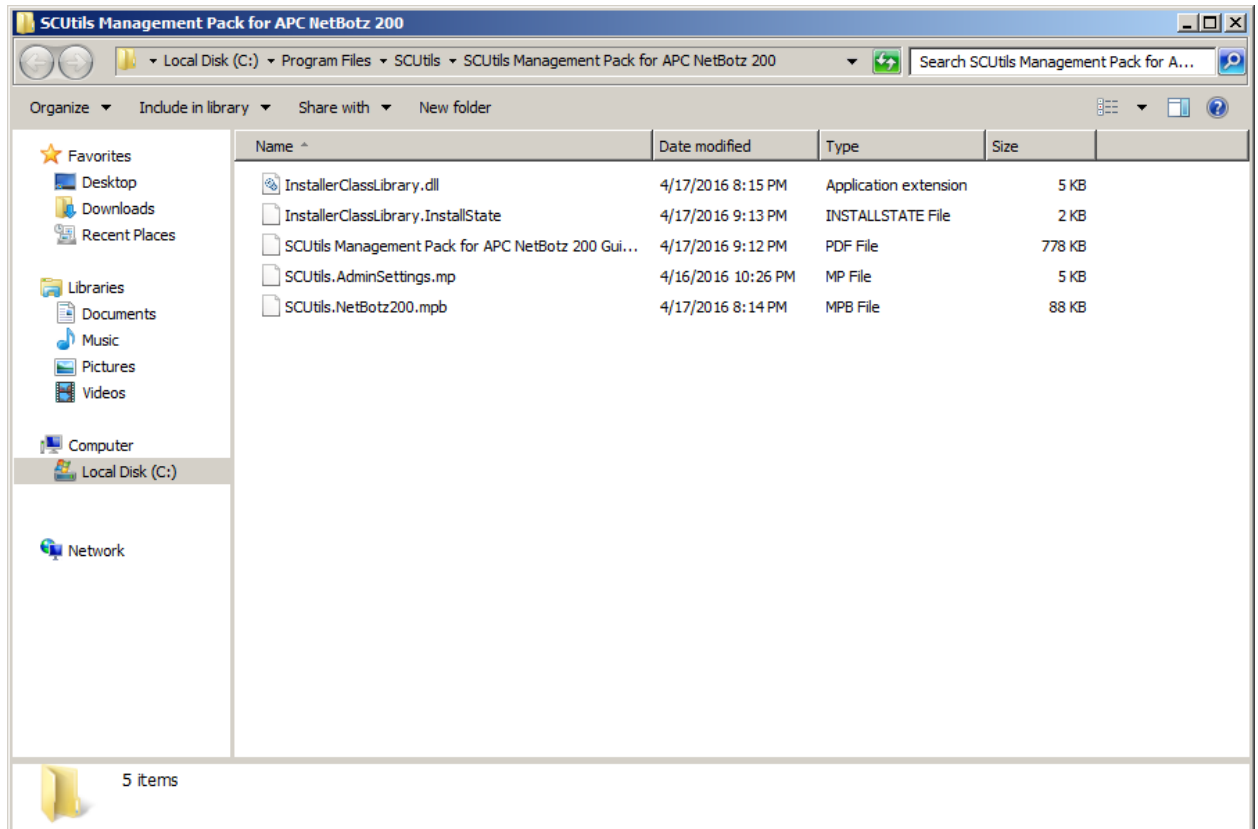 SCUtils Management Pack for APC NetBotz 200
Local Disk (C:) Program Files SCUtils SCUtils Management Pack for APC NetBotz 200
Search SCUtils Management Pack for A...
Organize Include in library Share with New folder
Favorites
Desktop
Downloads
Recent Places
Libraries
Documents
Music
Pictures
Videos
Computer
Local Disk (C:)
Network
Name Date modified Type Size
InstallerClassLibrary.dll 4/17/2016 8:15 PM Application extension 5 KB
InstallerClassLibrary.InstallState 4/17/2016 9:13 PM INSTALLSTATE File 2 KB
SCUtils Management Pack for APC NetBotz 200 Gui... 4/17/2016 9:12 PM PDF File 778 KB
SCUtils.AdminSettings.mp 4/16/2016 10:26 PM MP File 5 KB
SCUtils.NetBotz200.mpb 4/17/2016 8:14 PM MPB File 88 KB
5 items